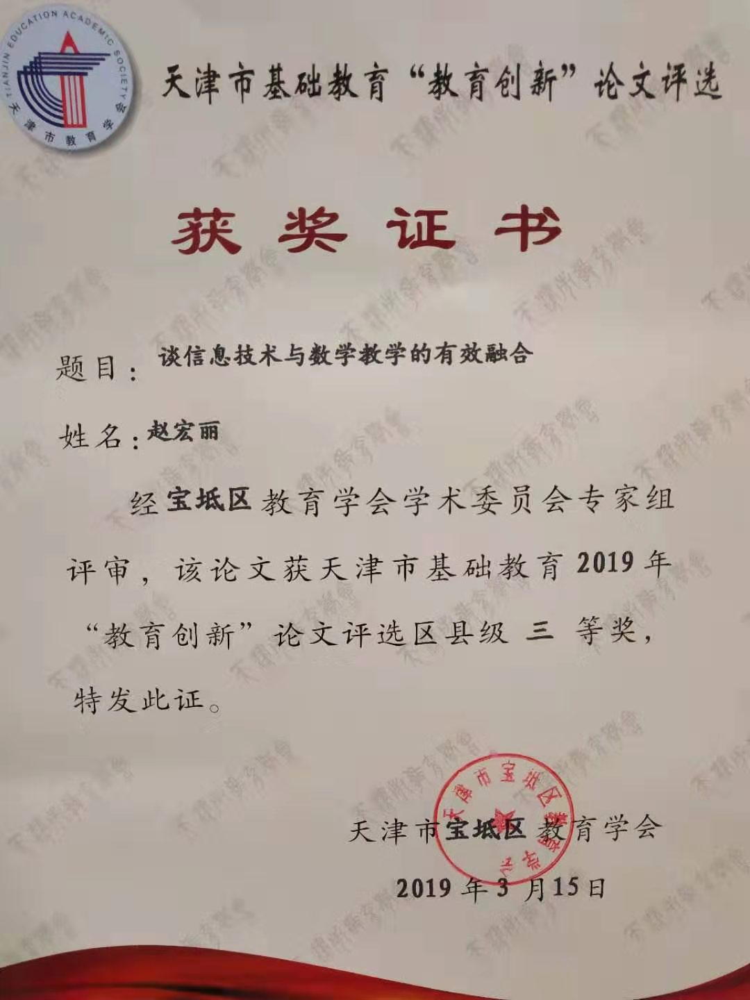 TIANJIN EDUCATION ACADEMIC SOCIETY
天津市教育学会
天津市基础教育“教育创新”论文评选
获奖证书
题目：谈信息技术与数学教学的有效融合
姓名：赵宏丽
经宝坻区教育学会学术委员会专家组
评审，该论文获天津市基础教育2019年
“教育创新”论文评选区县级 三 等奖，
特发此证。
天津市宝坻区教育学会
天津市宝坻区教育学会
2019年3月15日